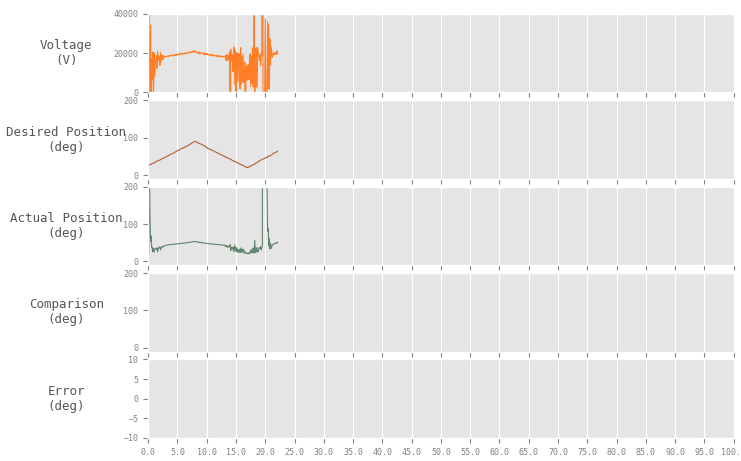 Voltage
(V)
40000
20000
0
Desired Position
(deg)
200
100
0
Actual Position
(deg)
200
100
0
Comparison
(deg)
200
100
0
Error
(deg)
10
5
0
−5
−10
0.0 5.0 10.0 15.0 20.0 25.0 30.0 35.0 40.0 45.0 50.0 55.0 60.0 65.0 70.0 75.0 80.0 85.0 90.0 95.0 100.